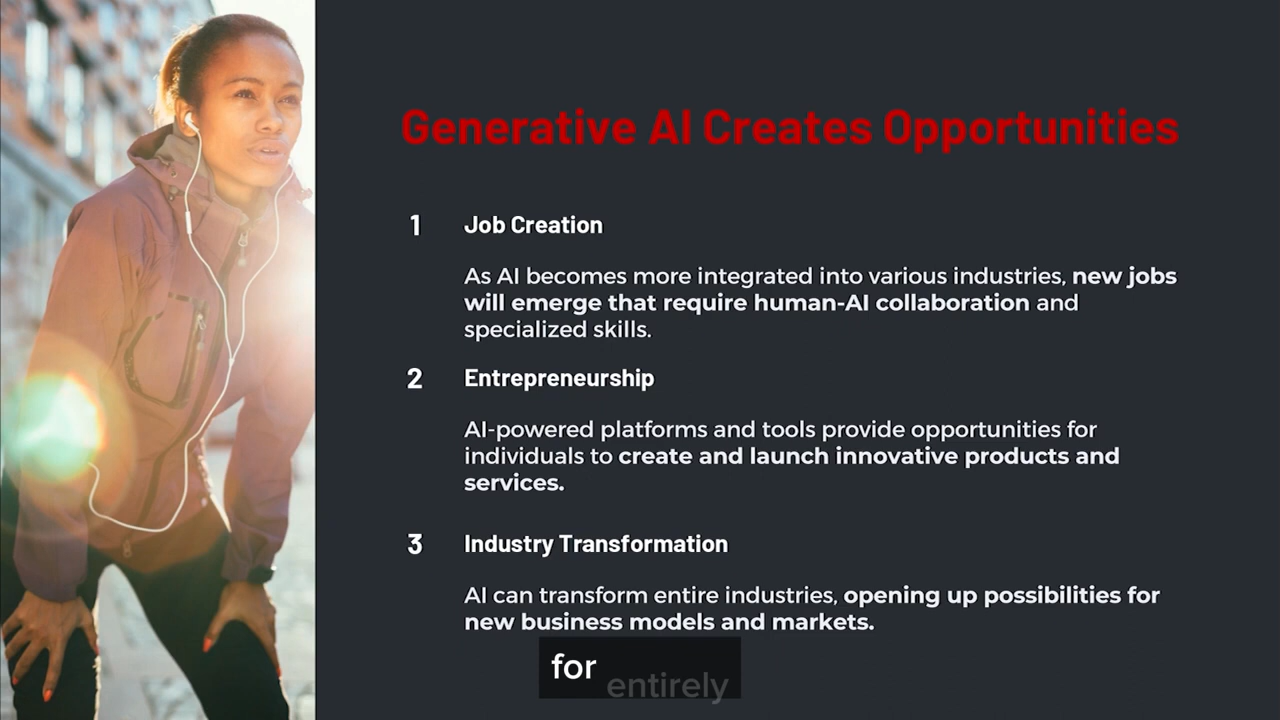 Generative AI Creates Opportunities
1 Job Creation
As AI becomes more integrated into various industries, new jobs
will emerge that require human-AI collaboration and
specialized skills.
2 Entrepreneurship
AI-powered platforms and tools provide opportunities for
individuals to create and launch innovative products and
services.
3 Industry Transformation
AI can transform entire industries, opening up possibilities for
new business models and markets.
for entirely